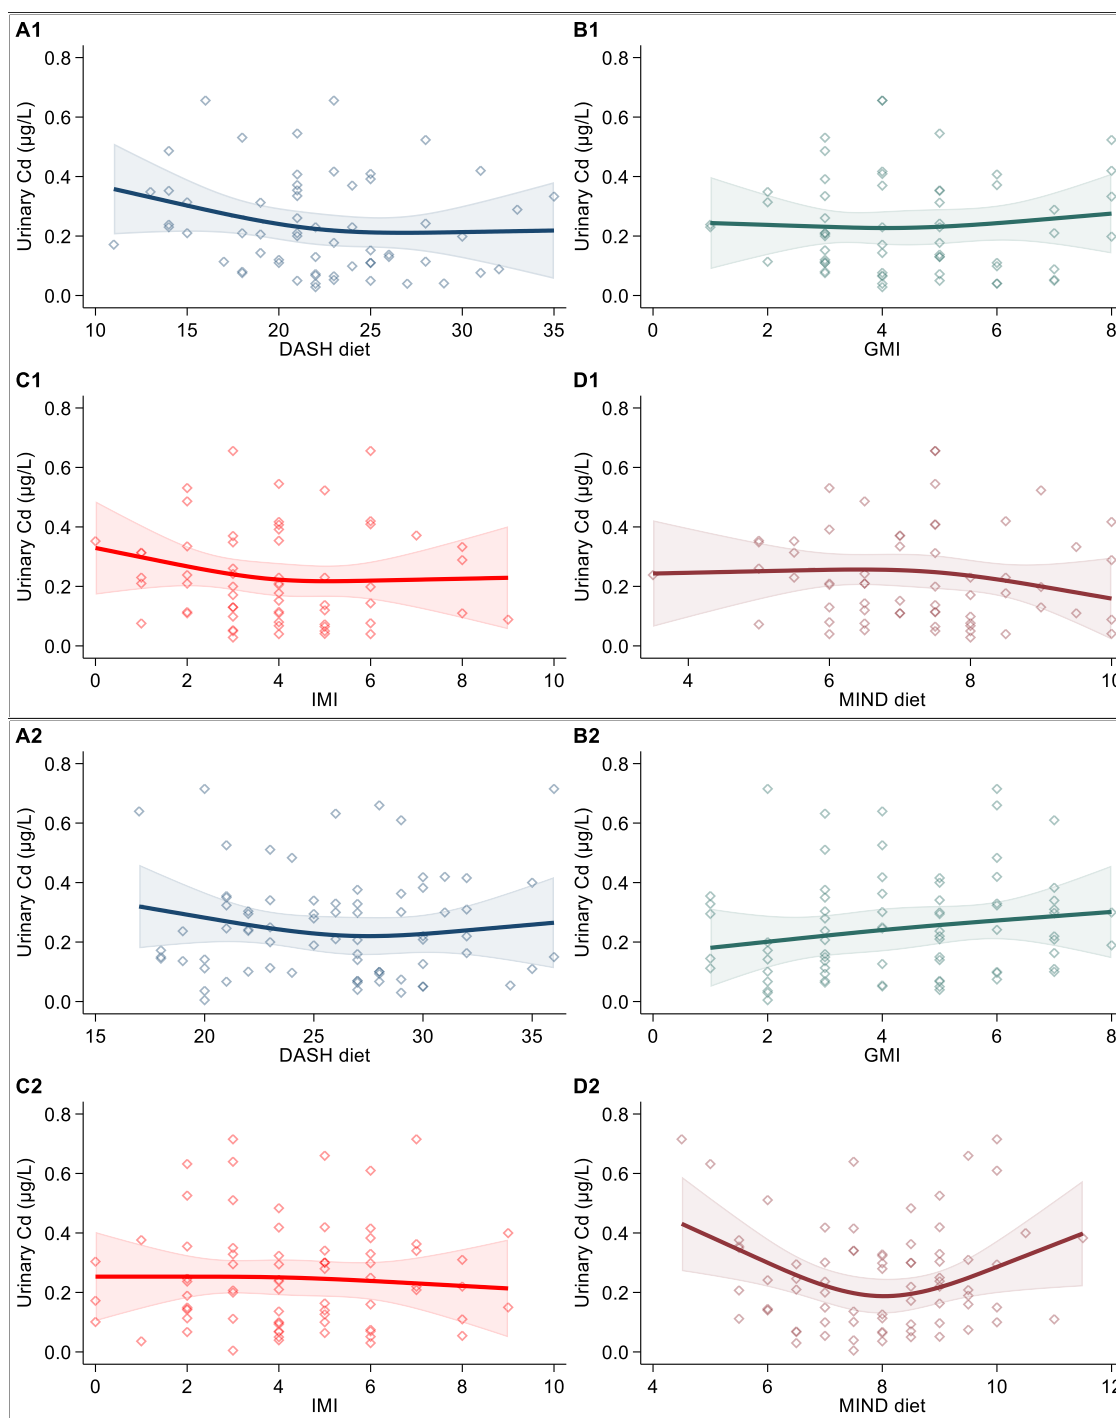 A1
B1
Urinary Cd (µg/L)
0.8
0.6
0.4
0.2
0.0
10 15 20 25 30 35
DASH diet
Urinary Cd (µg/L)
0.8
0.6
0.4
0.2
0.0
0 2 4 6 8
GMI
C1
D1
Urinary Cd (µg/L)
0.8
0.6
0.4
0.2
0.0
0 2 4 6 8 10
IMI
Urinary Cd (µg/L)
0.8
0.6
0.4
0.2
0.0
4 6 8 10
MIND diet
A2
B2
Urinary Cd (µg/L)
0.8
0.6
0.4
0.2
0.0
15 20 25 30 35
DASH diet
Urinary Cd (µg/L)
0.8
0.6
0.4
0.2
0.0
0 2 4 6 8
GMI
C2
D2
Urinary Cd (µg/L)
0.8
0.6
0.4
0.2
0.0
0 2 4 6 8 10
IMI
Urinary Cd (µg/L)
0.8
0.6
0.4
0.2
0.0
4 6 8 10 12
MIND diet